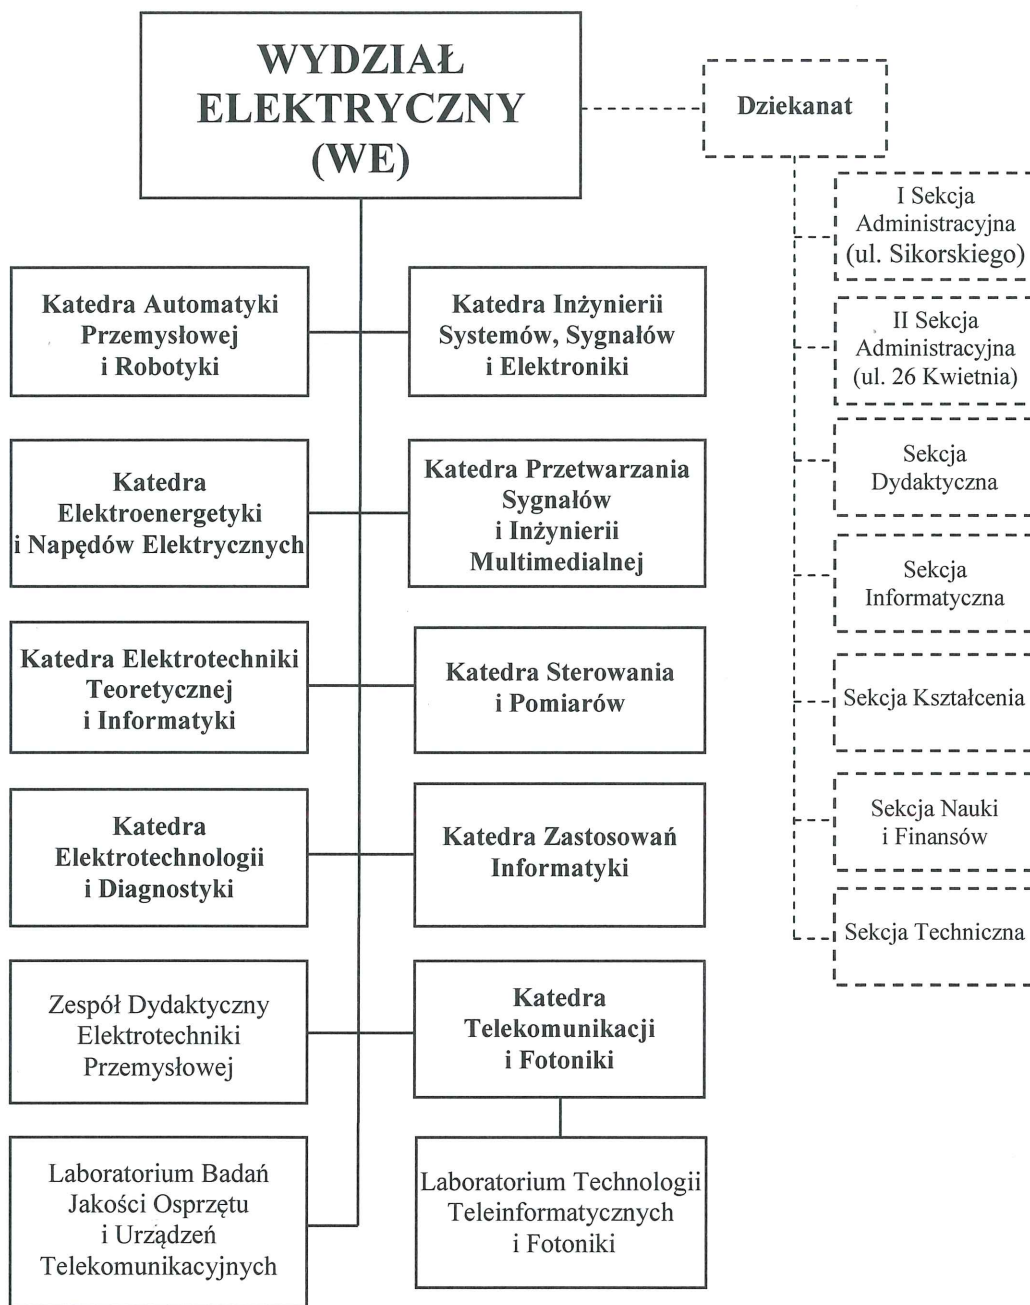 WYDZIAŁ
ELEKTRYCZNY
(WE)
Dziekanat
I Sekcja
Administracyjna
(ul. Sikorskiego)
II Sekcja
Administracyjna
(ul. 26 Kwietnia)
Sekcja
Dydaktyczna
Sekcja
Informatyczna
Sekcja Kształcenia
Sekcja Nauki
i Finansów
Sekcja Techniczna
Katedra Automatyki
Przemysłowej
i Robotyki
Katedra Inżynierii
Systemów, Sygnałów
i Elektroniki
Katedra
Elektroenergetyki
i Napędów Elektrycznych
Katedra Przetwarzania
Sygnałów
i Inżynierii
Multimedialnej
Katedra Elektrotechniki
Teoretycznej
i Informatyki
Katedra Sterowania
i Pomiarów
Katedra
Elektrotechnologii
i Diagnostyki
Katedra Zastosowań
Informatyki
Zespół Dydaktyczny
Elektrotechniki
Przemysłowej
Katedra
Telekomunikacji
i Fotoniki
Laboratorium Badań
Jakości Osprzętu
i Urządzeń
Telekomunikacyjnych
Laboratorium Technologii
Teleinformatycznych
i Fotoniki